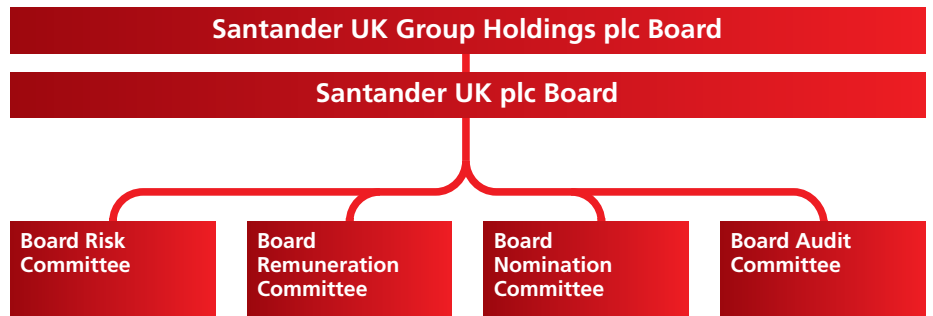 Santander UK Group Holdings plc Board
Santander UK plc Board
Board Risk
Committee
Board
Remuneration
Committee
Board
Nomination
Committee
Board Audit
Committee